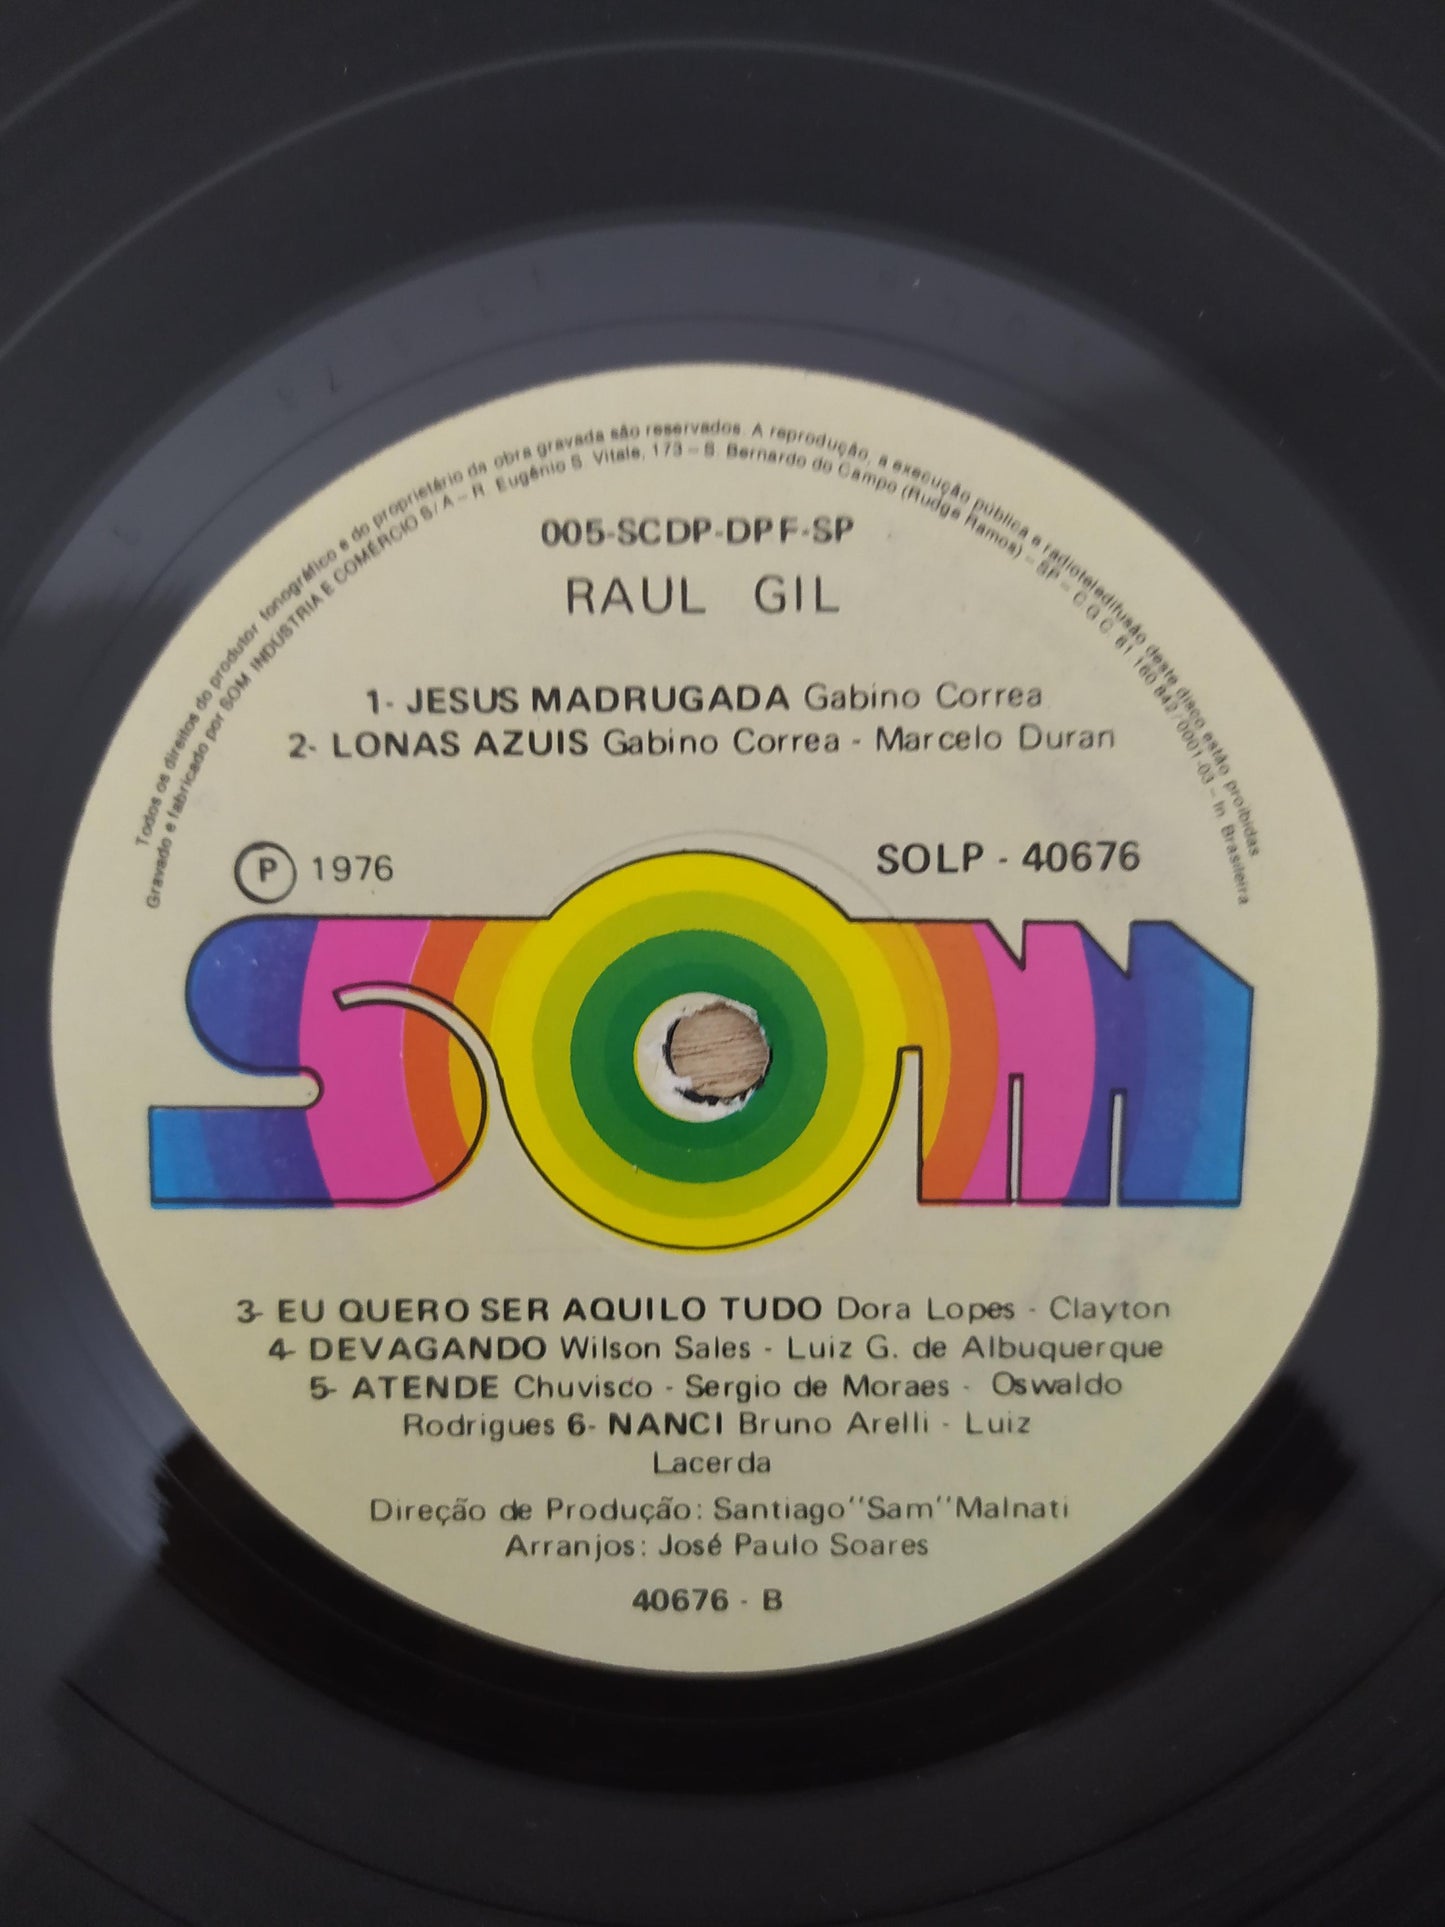 Todos os direitos do produtor fonográfico e do proprietário da obra gravada são reservados. A reprodução, a execução pública e radioteledifusão deste disco estão proibidas.
Gravado e fabricado por SOM INDÚSTRIA E COMÉRCIO S/A – R. Eugênio S. Vitale, 173 – S. Bernardo do Campo (Rudge Ramos) – SP – C G C 61 160 842/0001-03 – In Brasileira
005-SCDP-DPF-SP
RAUL GIL
1- JESUS MADRUGADA Gabino Correa
2- LONAS AZUIS Gabino Correa - Marcelo Duran
P 1976
SOLP - 40676
SOM
3- EU QUERO SER AQUILO TUDO Dora Lopes - Clayton
4- DEVAGANDO Wilson Sales - Luiz G. de Albuquerque
5- ATENDE Chuvisco - Sergio de Moraes - Oswaldo
Rodrigues 6- NANCI Bruno Arelli - Luiz
Lacerda
Direção de Produção: Santiago "Sam" Malnati
Arranjos: José Paulo Soares
40676 - B